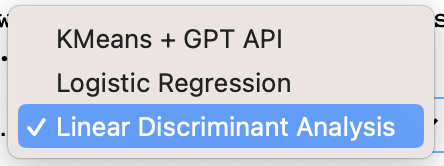 KMeans + GPT API
Logistic Regression
✓ Linear Discriminant Analysis